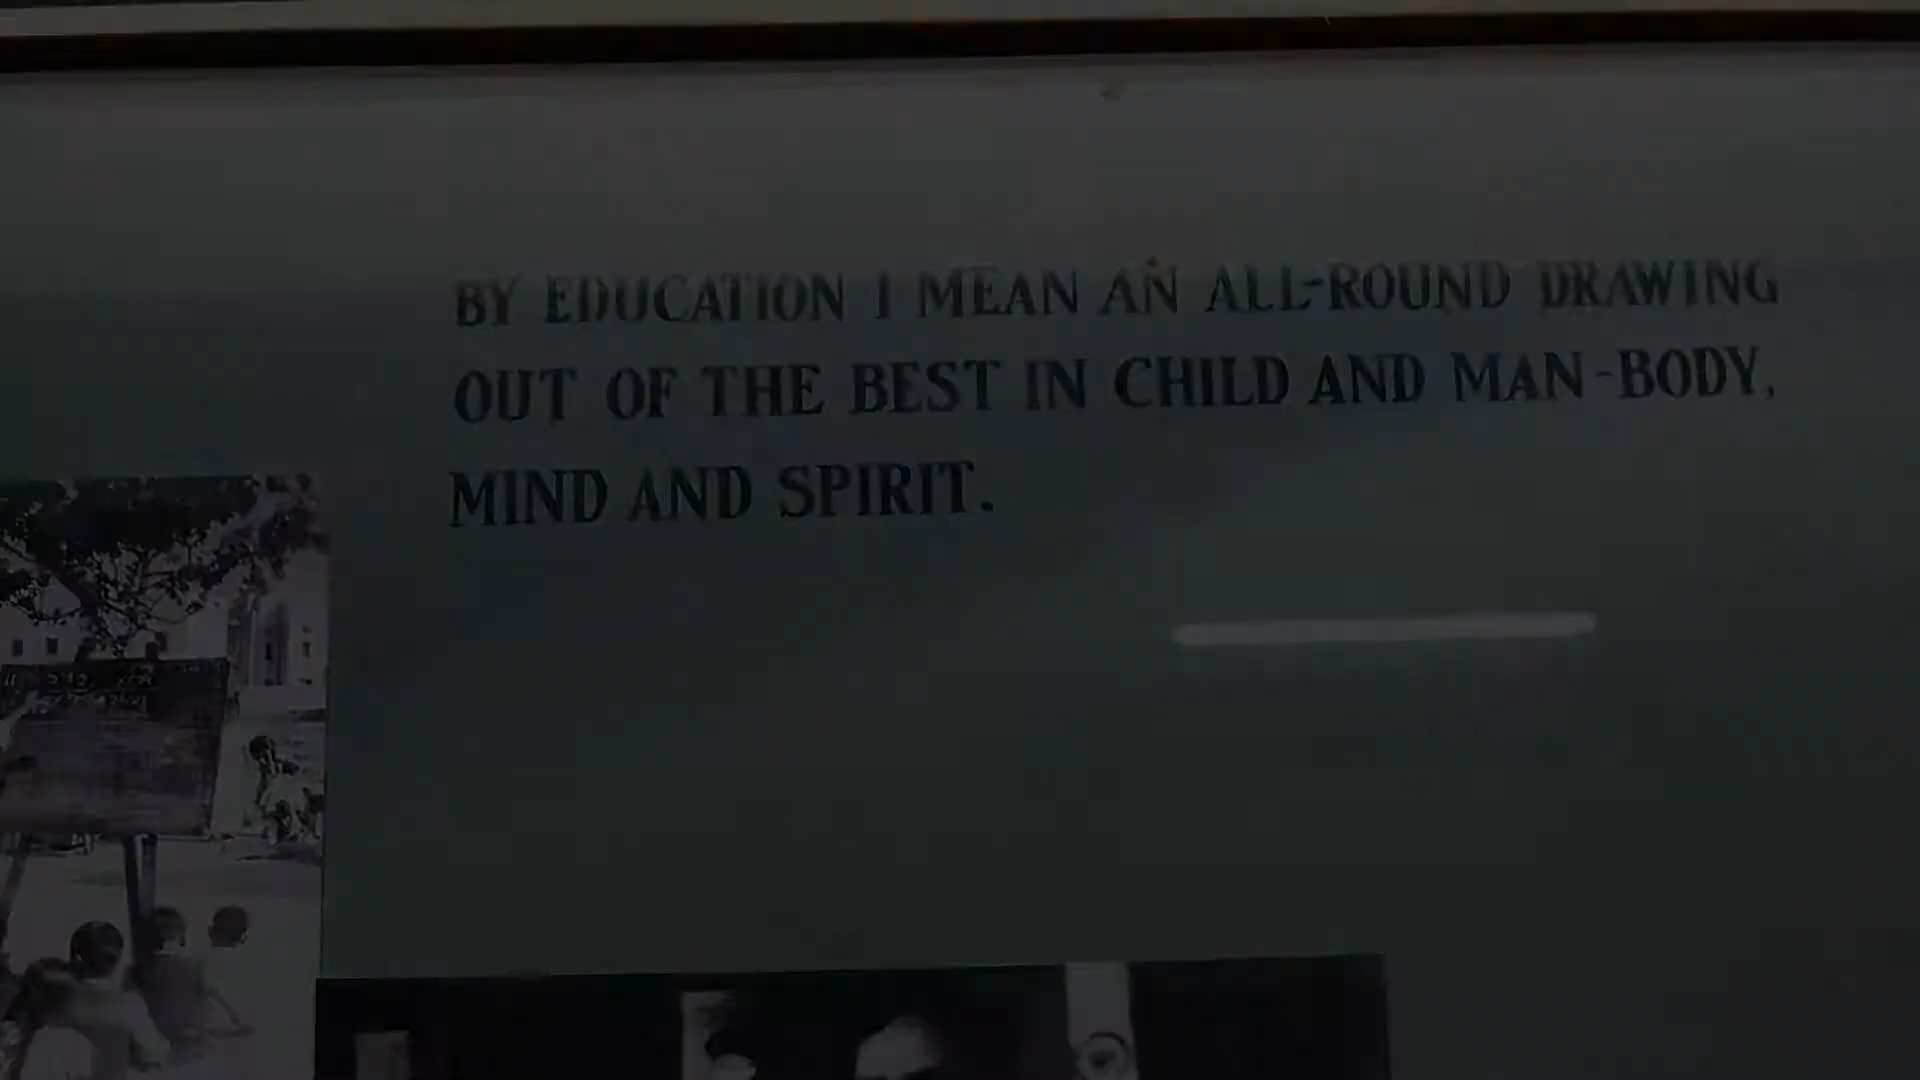 BY EDUCATION I MEAN AN ALL-ROUND DRAWING
OUT OF THE BEST IN CHILD AND MAN-BODY,
MIND AND SPIRIT.